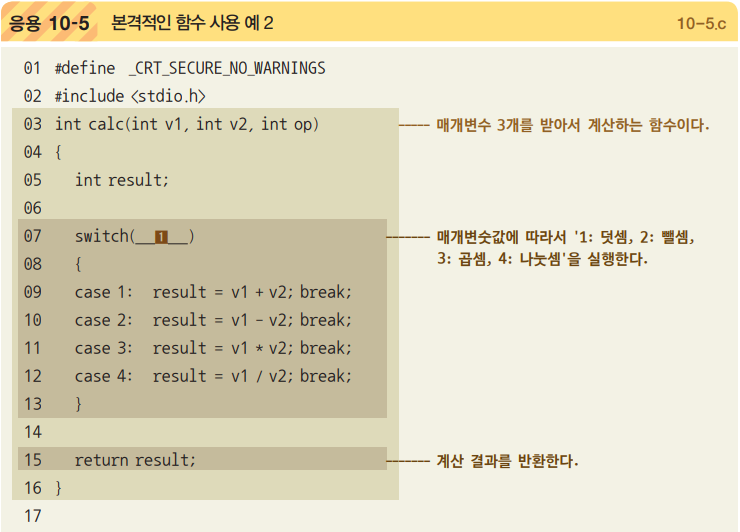 응용 10-5 본격적인 함수 사용 예 2 10-5.c
01 #define _CRT_SECURE_NO_WARNINGS
02 #include <stdio.h>
03 int calc(int v1, int v2, int op) 매개변수 3개를 받아서 계산하는 함수이다.
04 {
05 int result;
06
07 switch(__1__) 매개변숫값에 따라서 '1: 덧셈, 2: 뺄셈,
08 { 3: 곱셈, 4: 나눗셈'을 실행한다.
09 case 1: result = v1 + v2; break;
10 case 2: result = v1 - v2; break;
11 case 3: result = v1 * v2; break;
12 case 4: result = v1 / v2; break;
13 }
14
15 return result; 계산 결과를 반환한다.
16 }
17